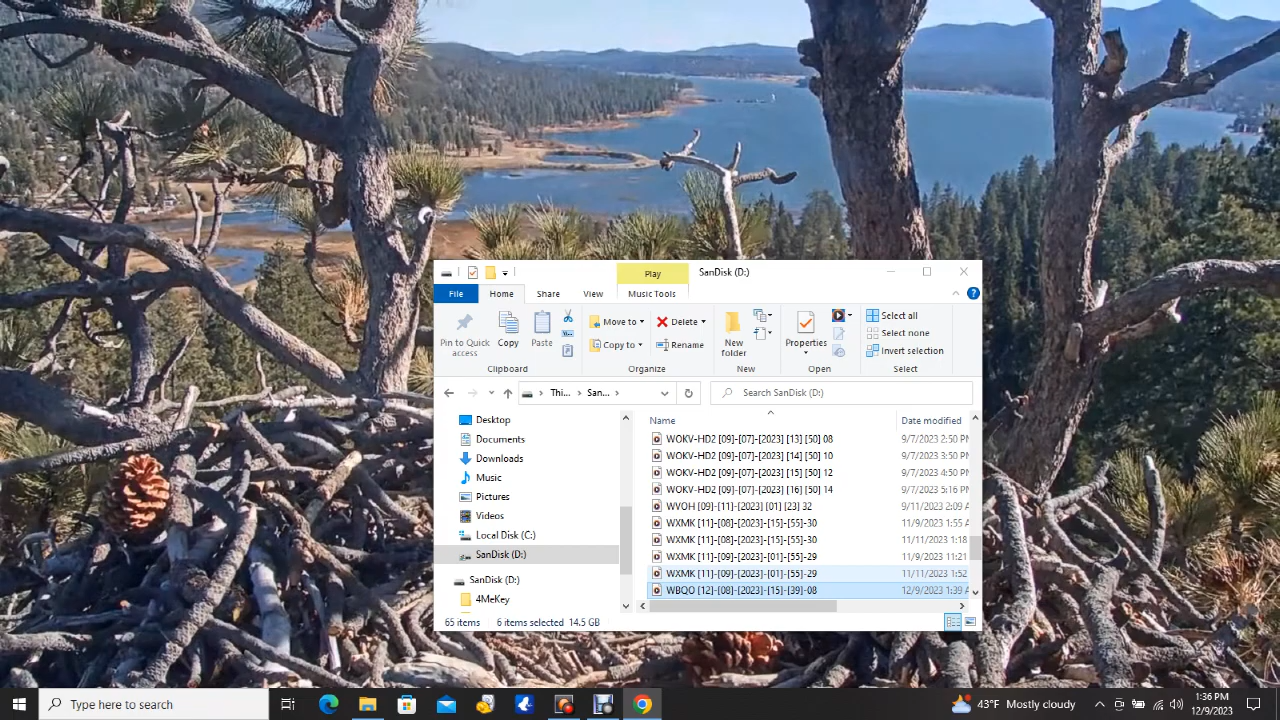 Play
SanDisk (D:)
File
Home
Share
View
Music Tools
Pin to Quick access
Copy
Paste
Move to
Copy to
Delete
Rename
New folder
Properties
Select all
Select none
Invert selection
Clipboard
Organize
New
Open
Select
Thi...
San...
Search SanDisk (D:)
Desktop
Documents
Downloads
Music
Pictures
Videos
Local Disk (C:)
SanDisk (D:)
SanDisk (D:)
4MeKey
Name
Date modified
WOKV-HD2 [09]-[07]-[2023] [13] [50] 08
9/7/2023 2:50 PM
WOKV-HD2 [09]-[07]-[2023] [14] [50] 10
9/7/2023 3:50 PM
WOKV-HD2 [09]-[07]-[2023] [15] [50] 12
9/7/2023 4:50 PM
WOKV-HD2 [09]-[07]-[2023] [16] [50] 14
9/7/2023 5:16 PM
WVOH [09]-[11]-[2023] [01] [23] 32
9/11/2023 2:09 A
WXMK [11]-[08]-[2023]-[15]-[55]-30
11/9/2023 1:55 A
WXMK [11]-[08]-[2023]-[15]-[55]-30
11/11/2023 1:18
WXMK [11]-[09]-[2023]-[01]-[55]-29
11/9/2023 11:21
WXMK [11]-[09]-[2023]-[01]-[55]-29
11/11/2023 1:52
WBQO [12]-[08]-[2023]-[15]-[39]-08
12/9/2023 1:39 A
65 items
6 items selected 14.5 GB
Type here to search
43°F Mostly cloudy
1:36 PM
12/9/2023